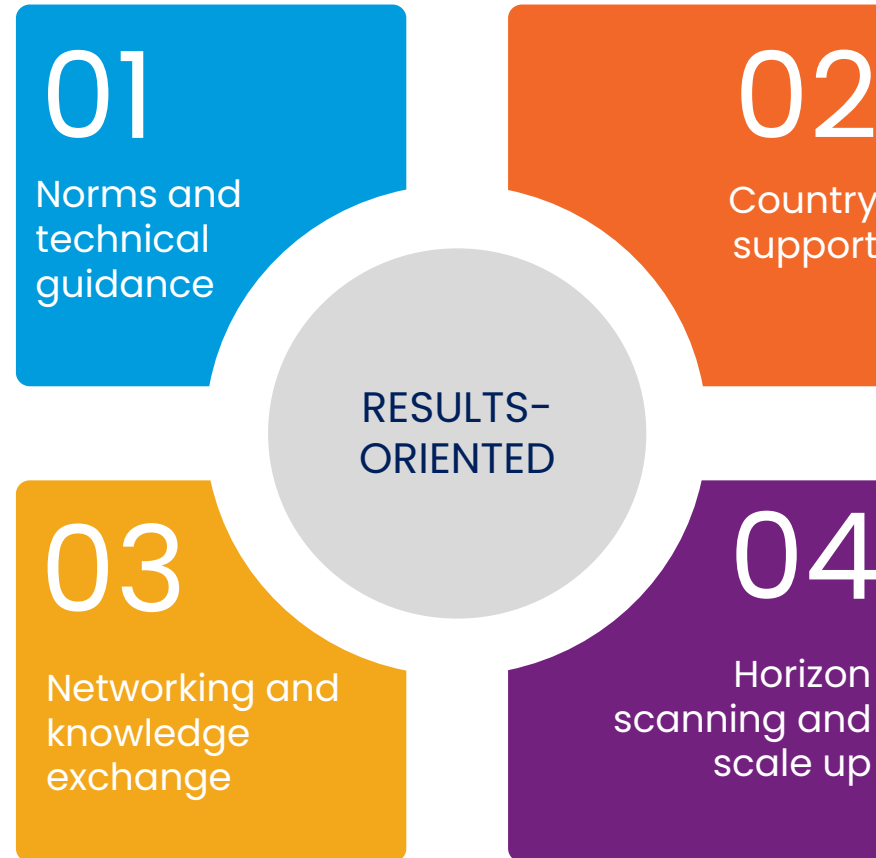 01
Norms and
technical
guidance
02
Country
support
RESULTS-
ORIENTED
03
Networking and
knowledge
exchange
04
Horizon
scanning and
scale up